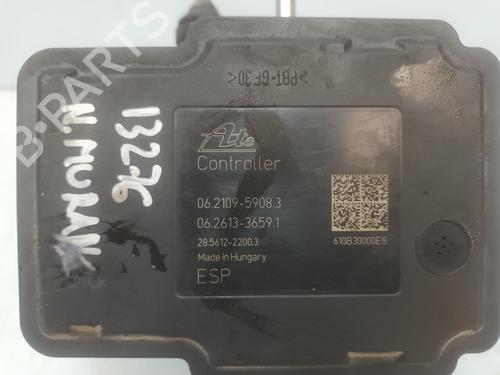 >PBT-GF30<
Ate
Controller
06.2109-5908.3
06.2613-3659.1
28.5612-2200.3
Made in Hungary
ESP
610B30000E8
13276
N. MURAN
B-PARTS